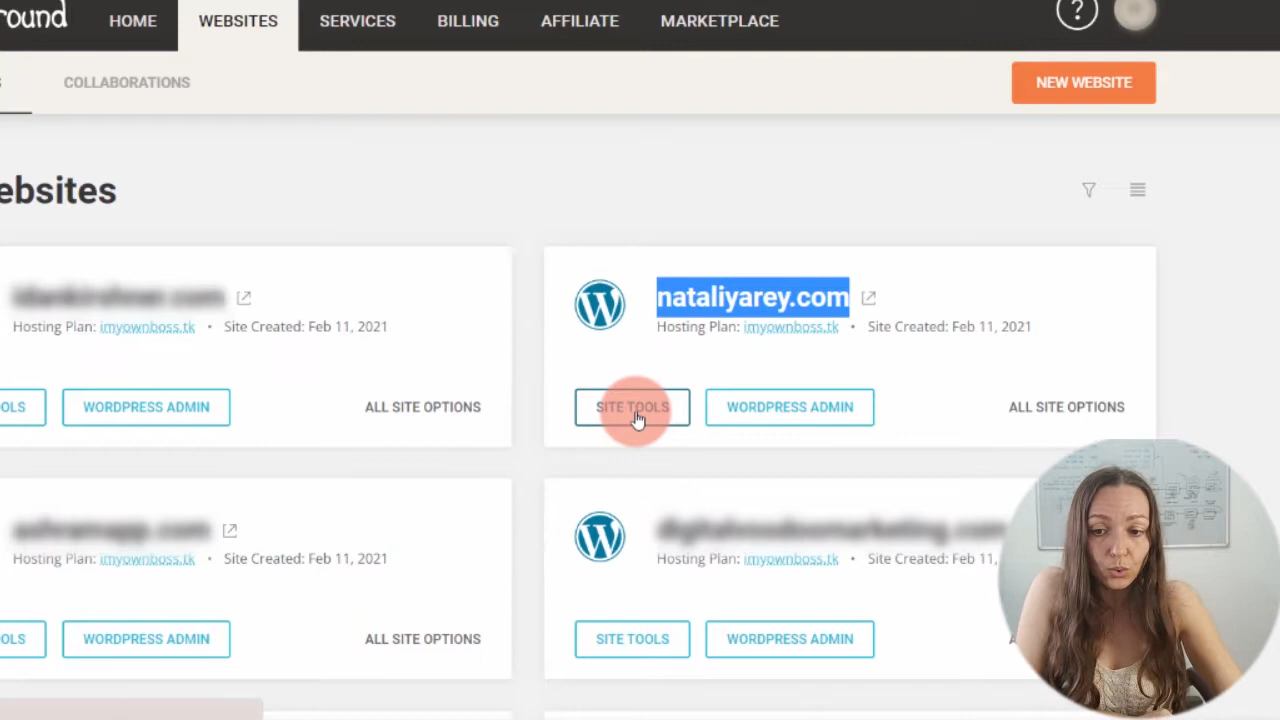 round HOME WEBSITES SERVICES BILLING AFFILIATE MARKETPLACE ?
S COLLABORATIONS NEW WEBSITE
ebsites
nataliyarey.com
Hosting Plan: imyownboss.tk • Site Created: Feb 11, 2021
Hosting Plan: imyownboss.tk • Site Created: Feb 11, 2021
OLS WORDPRESS ADMIN ALL SITE OPTIONS
SITE TOOLS WORDPRESS ADMIN ALL SITE OPTIONS
Hosting Plan: imyownboss.tk • Site Created: Feb 11, 2021
Hosting Plan: imyownboss.tk • Site Created: Feb 11,
OLS WORDPRESS ADMIN ALL SITE OPTIONS
SITE TOOLS WORDPRESS ADMIN